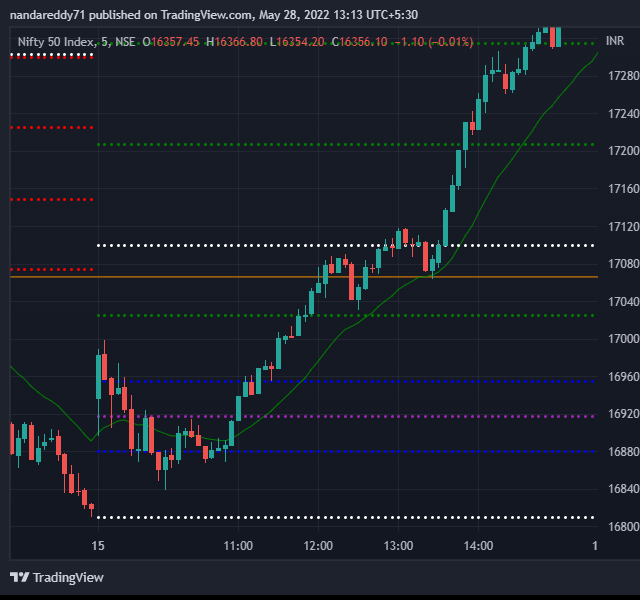 nandareddy71 published on TradingView.com, May 28, 2022 13:13 UTC+5:30
Nifty 50 Index, 5, NSE O16357.45 H16366.80 L16354.20 C16356.10 −1.10 (−0.01%)
INR
17280
17240
17200
17160
17120
17080
17040
17000
16960
16920
16880
16840
16800
15 11:00 12:00 13:00 14:00 1
TradingView